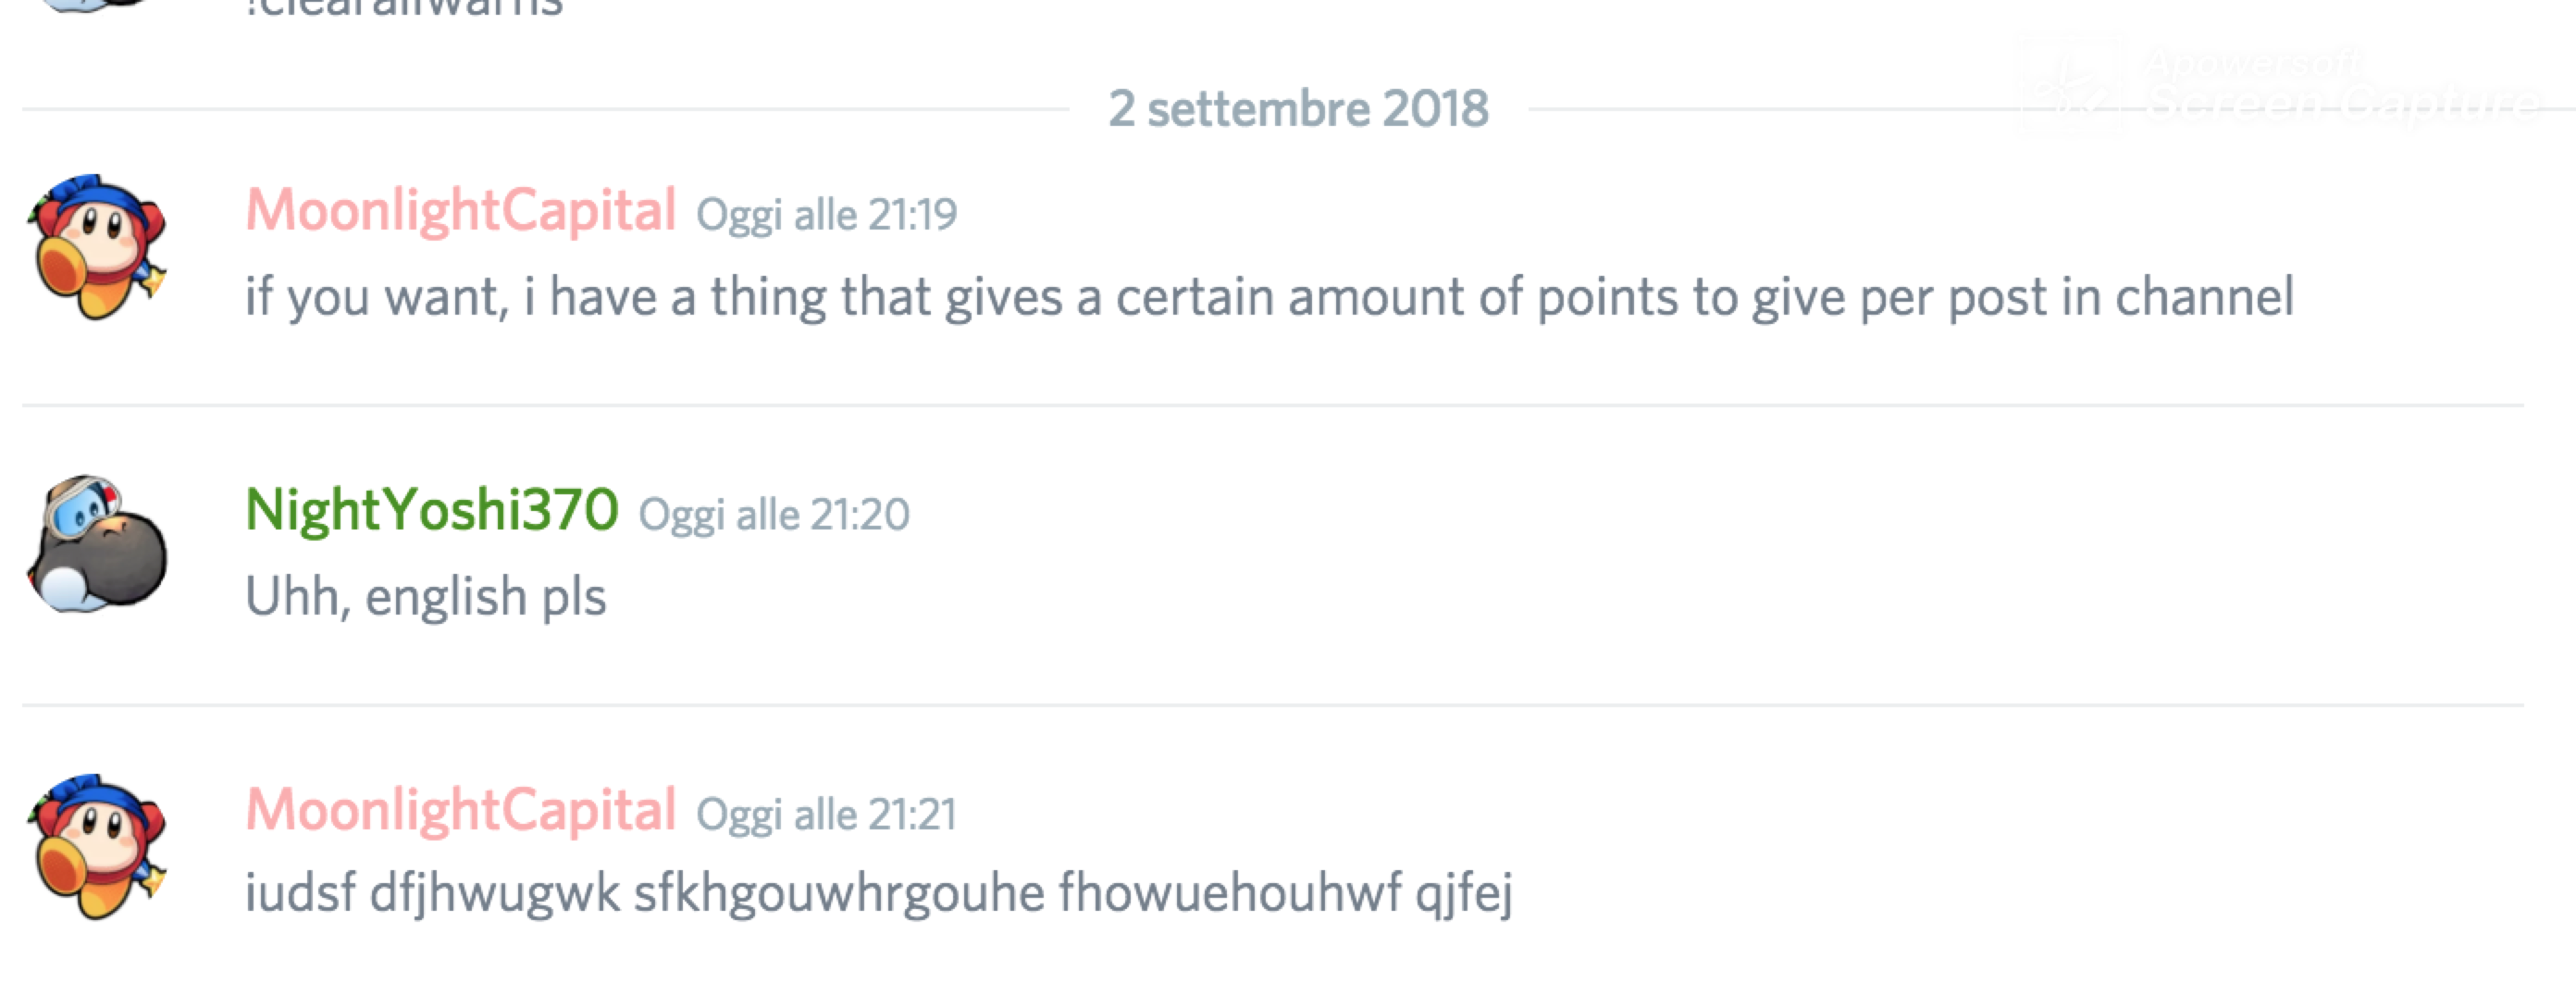 !clearallwarns
Apowersoft
Screen Capture
2 settembre 2018
MoonlightCapital Oggi alle 21:19
if you want, i have a thing that gives a certain amount of points to give per post in channel
NightYoshi370 Oggi alle 21:20
Uhh, english pls
MoonlightCapital Oggi alle 21:21
iudsf dfjhwugwk sfkhgouwhrgouhe fhowuehouhwf qjfej